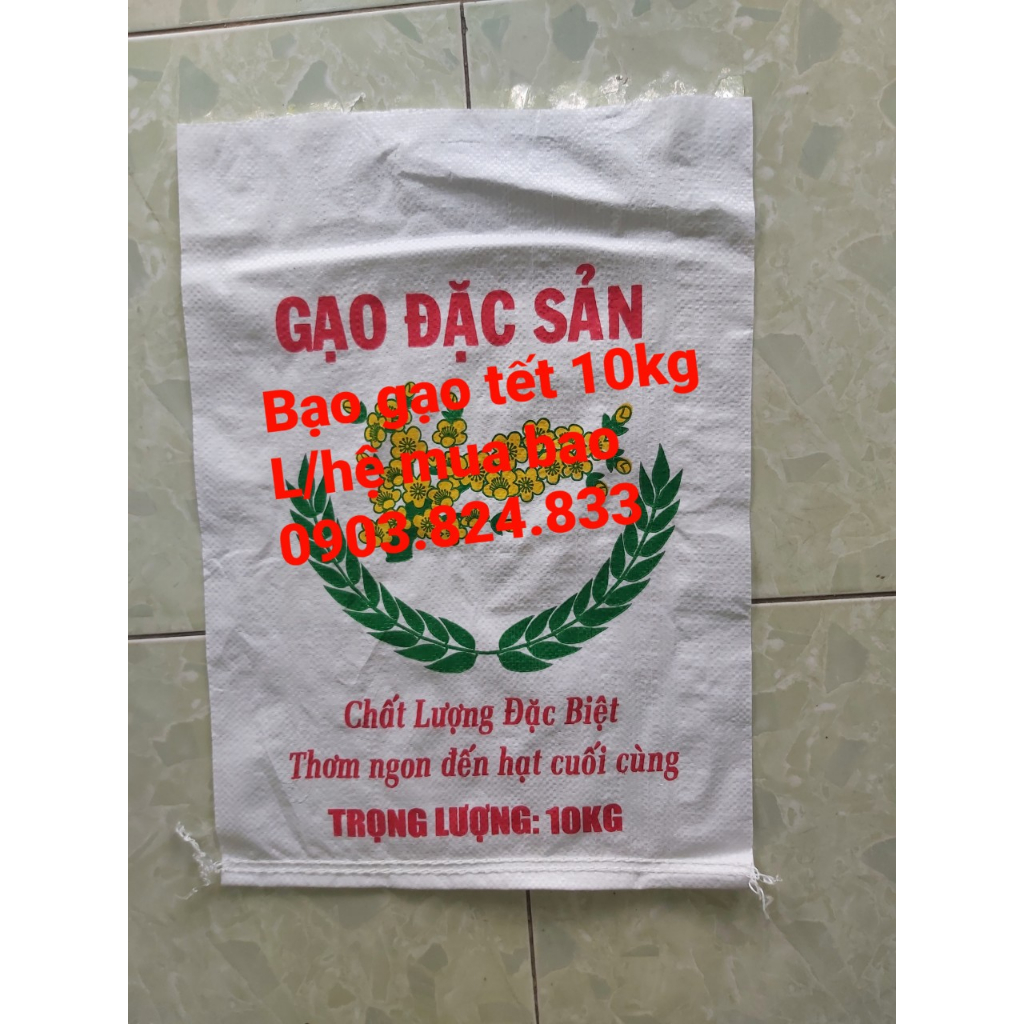 GẠO ĐẶC SẢN
Bạo gạo tết 10kg
L/hệ mua bao
0903.824.833
Chất Lượng Đặc Biệt
Thơm ngon đến hạt cuối cùng
TRỌNG LƯỢNG: 10KG